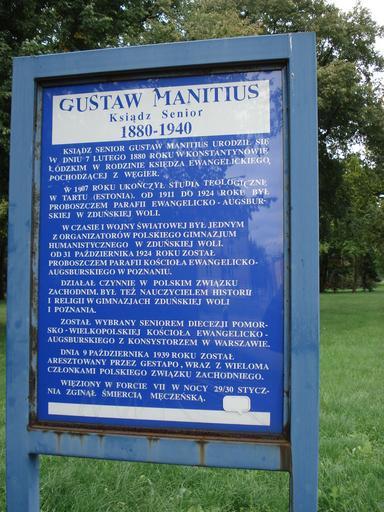 GUSTAW MANITIUS
Ksiądz Senior
1880-1940
KSIĄDZ SENIOR GUSTAW MANITIUS URODZIŁ SIĘ
W DNIU 7 LUTEGO 1880 ROKU W KONSTANTYNOWIE
ŁÓDZKIM W RODZINIE KSIĘDZA EWANGELICKIEGO,
POCHODZĄCEJ Z WĘGIER.
W 1907 ROKU UKOŃCZYŁ STUDIA TEOLOGICZNE
W TARTU (ESTONIA). OD 1911 DO 1924 ROKU BYŁ
PROBOSZCZEM PARAFII EWANGELICKO - AUGSBUR-
SKIEJ W ZDUŃSKIEJ WOLI.
W CZASIE I WOJNY ŚWIATOWEJ BYŁ JEDNYM
Z ORGANIZATORÓW POLSKIEGO GIMNAZJUM
HUMANISTYCZNEGO W ZDUŃSKIEJ WOLI.
OD 31 PAŹDZIERNIKA 1924 ROKU ZOSTAŁ
PROBOSZCZEM PARAFII KOŚCIOŁA EWANGELICKO-
AUGSBURSKIEGO W POZNANIU.
DZIAŁAŁ CZYNNIE W POLSKIM ZWIĄZKU
ZACHODNIM, BYŁ TEŻ NAUCZYCIELEM HISTORII
I RELIGII W GIMNAZJACH ZDUŃSKIEJ WOLI
I POZNANIA.
ZOSTAŁ WYBRANY SENIOREM DIECEZJI POMOR-
SKO - WIELKOPOLSKIEJ KOŚCIOŁA EWANGELICKO-
AUGSBURSKIEGO Z KONSYSTORZEM W WARSZAWIE.
DNIA 9 PAŹDZIERNIKA 1939 ROKU ZOSTAŁ
ARESZTOWANY PRZEZ GESTAPO, WRAZ Z WIELOMA
CZŁONKAMI POLSKIEGO ZWIĄZKU ZACHODNIEGO.
WIĘZIONY W FORCIE VII W NOCY 29/30 STYCZ-
NIA ZGINĄŁ ŚMIERCIĄ MĘCZEŃSKĄ.